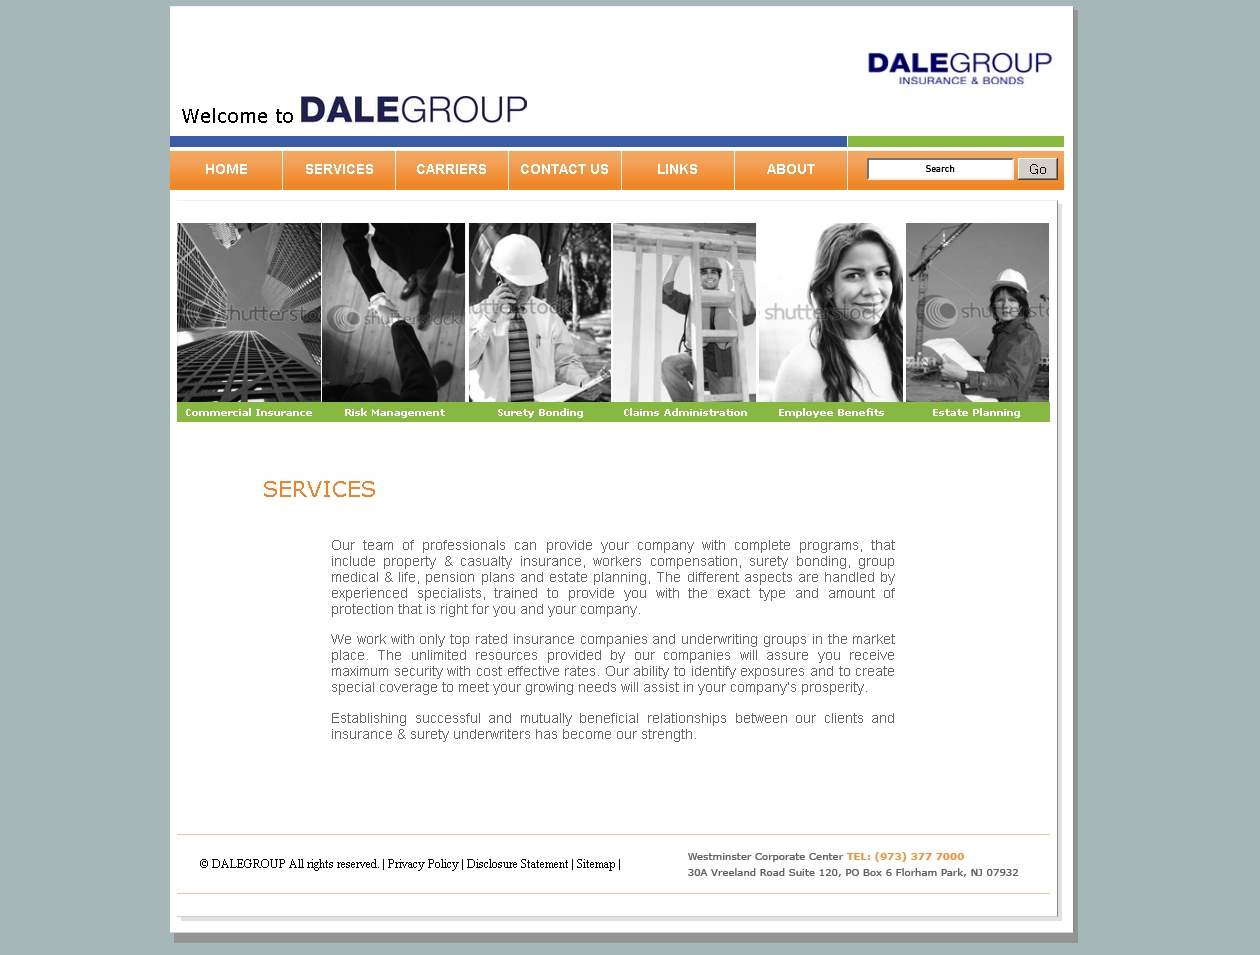 DALEGROUP
INSURANCE & BONDS
Welcome to DALEGROUP
HOME SERVICES CARRIERS CONTACT US LINKS ABOUT Search Go
shutterstock shutterstock shutterstock shutterstock shutterstock
Commercial Insurance Risk Management Surety Bonding Claims Administration Employee Benefits Estate Planning
SERVICES
Our team of professionals can provide your company with complete programs, that
include property & casualty insurance, workers compensation, surety bonding, group
medical & life, pension plans and estate planning, The different aspects are handled by
experienced specialists, trained to provide you with the exact type and amount of
protection that is right for you and your company.
We work with only top rated insurance companies and underwriting groups in the market
place. The unlimited resources provided by our companies will assure you receive
maximum security with cost effective rates. Our ability to identify exposures and to create
special coverage to meet your growing needs will assist in your company's prosperity.
Establishing successful and mutually beneficial relationships between our clients and
insurance & surety underwriters has become our strength.
© DALEGROUP All rights reserved. | Privacy Policy | Disclosure Statement | Sitemap |
Westminster Corporate Center TEL: (973) 377 7000
30A Vreeland Road Suite 120, PO Box 6 Florham Park, NJ 07932